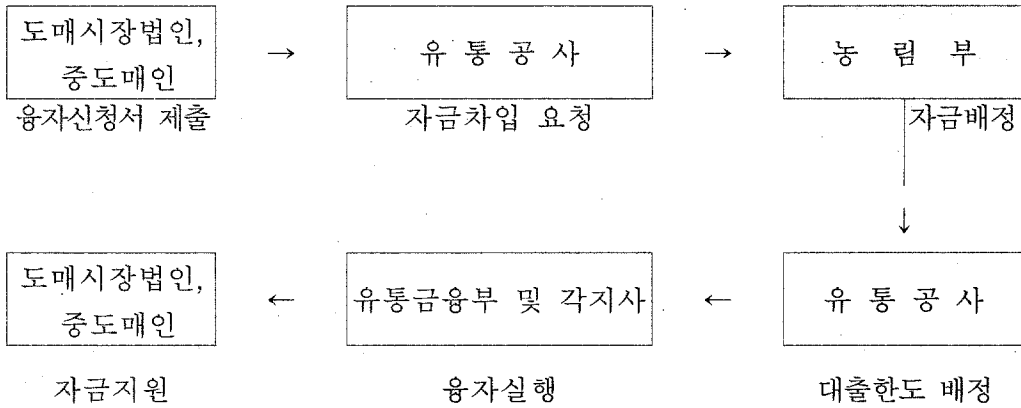 도매시장법인,
중도매인
→
유 통 공 사
→
농 림 부
융자신청서 제출
자금차입 요청
자금배정
↓
도매시장법인,
중도매인
←
유통금융부 및 각지사
←
유 통 공 사
자금지원
융자실행
대출한도 배정